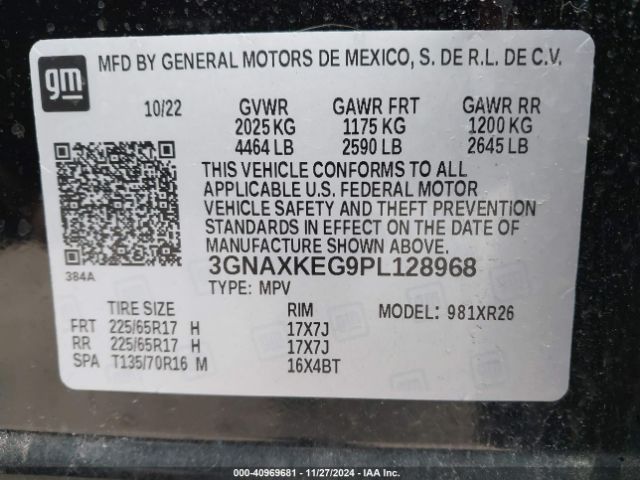 gm
MFD BY GENERAL MOTORS DE MEXICO, S. DE R.L. DE C.V.
10/22 GVWR GAWR FRT GAWR RR
2025 KG 1175 KG 1200 KG
4464 LB 2590 LB 2645 LB
THIS VEHICLE CONFORMS TO ALL
APPLICABLE U.S. FEDERAL MOTOR
VEHICLE SAFETY AND THEFT PREVENTION
STANDARDS IN EFFECT ON THE DATE OF
MANUFACTURE SHOWN ABOVE.
384A
3GNAXKEG9PL128968
TYPE: MPV
TIRE SIZE RIM MODEL: 981XR26
FRT 225/65R17 H 17X7J
RR 225/65R17 H 17X7J
SPA T135/70R16 M 16X4BT
000-40969681 - 11/27/2024 - IAA Inc.